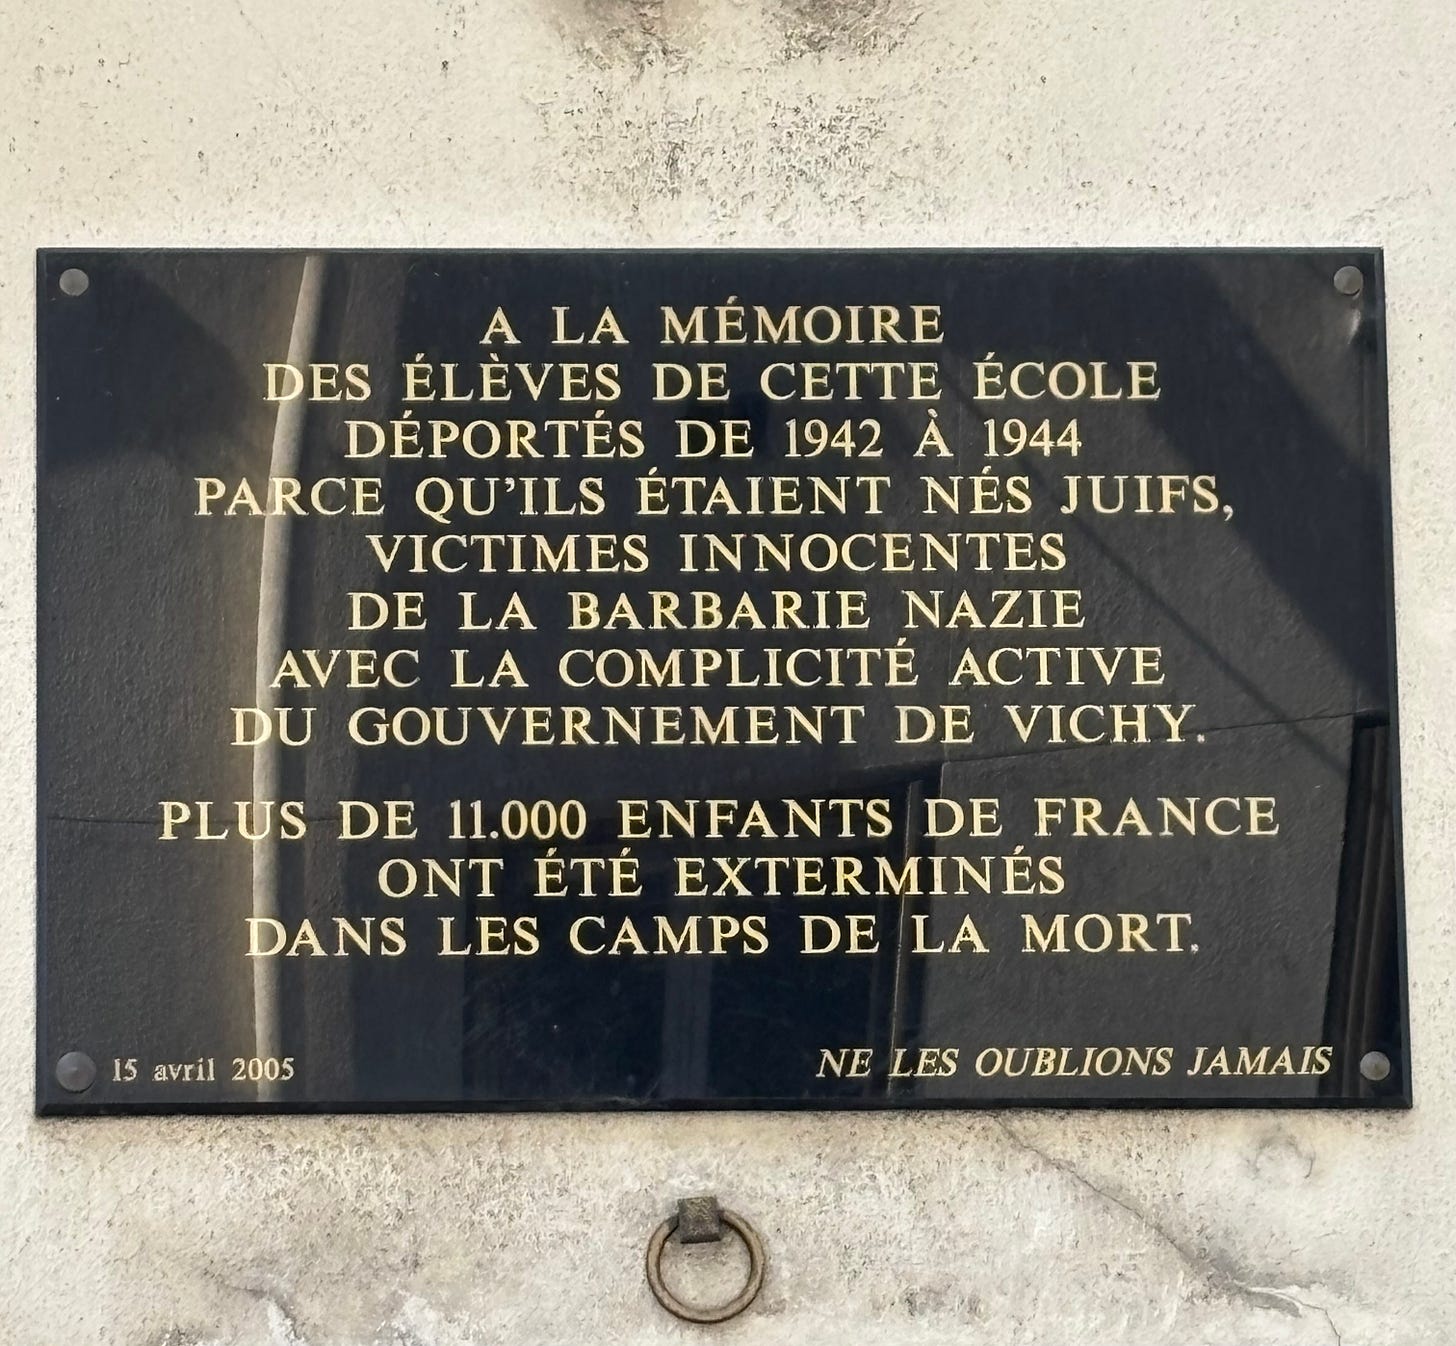 A LA MÉMOIRE
DES ÉLÈVES DE CETTE ÉCOLE
DÉPORTÉS DE 1942 À 1944
PARCE QU'ILS ÉTAIENT NÉS JUIFS,
VICTIMES INNOCENTES
DE LA BARBARIE NAZIE
AVEC LA COMPLICITÉ ACTIVE
DU GOUVERNEMENT DE VICHY.
PLUS DE 11.000 ENFANTS DE FRANCE
ONT ÉTÉ EXTERMINÉS
DANS LES CAMPS DE LA MORT.
15 avril 2005
NE LES OUBLIONS JAMAIS